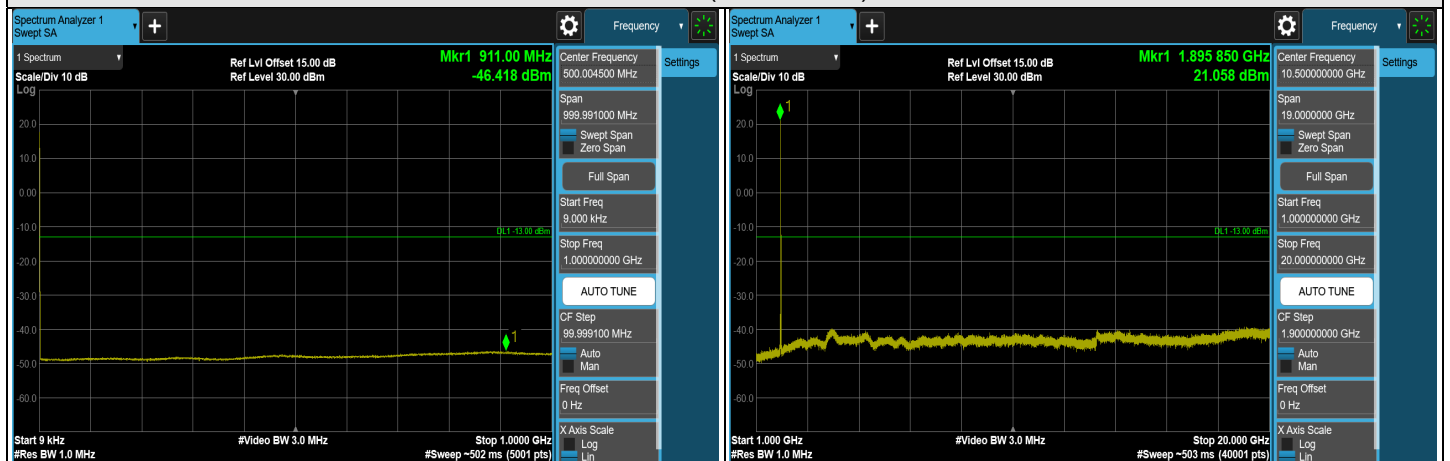 Spectrum Analyzer 1
Swept SA
+
Frequency
1 Spectrum
Scale/Div 10 dB
Log
Ref Lvl Offset 15.00 dB
Ref Level 30.00 dBm
Mkr1 911.00 MHz
-46.418 dBm
1
20.0
10.0
0.00
-10.0
-20.0
-30.0
-40.0
-50.0
-60.0
DL1 -13.00 dBm
Start 9 kHz
#Res BW 1.0 MHz
#Video BW 3.0 MHz
Stop 1.0000 GHz
#Sweep ~502 ms (5001 pts)
Center Frequency
500.004500 MHz
Span
999.991000 MHz
Swept Span
Zero Span
Full Span
Start Freq
9.000 kHz
Stop Freq
1.000000000 GHz
AUTO TUNE
CF Step
99.999100 MHz
Auto
Man
Freq Offset
0 Hz
X Axis Scale
Log
Lin
Settings
Spectrum Analyzer 1
Swept SA
+
Frequency
1 Spectrum
Scale/Div 10 dB
Log
Ref Lvl Offset 15.00 dB
Ref Level 30.00 dBm
Mkr1 1.895 850 GHz
21.058 dBm
1
20.0
10.0
0.00
-10.0
-20.0
-30.0
-40.0
-50.0
-60.0
DL1 -13.00 dBm
Start 1.000 GHz
#Res BW 1.0 MHz
#Video BW 3.0 MHz
Stop 20.000 GHz
#Sweep ~503 ms (40001 pts)
Center Frequency
10.500000000 GHz
Span
19.0000000 GHz
Swept Span
Zero Span
Full Span
Start Freq
1.000000000 GHz
Stop Freq
20.000000000 GHz
AUTO TUNE
CF Step
1.900000000 GHz
Auto
Man
Freq Offset
0 Hz
X Axis Scale
Log
Lin
Settings